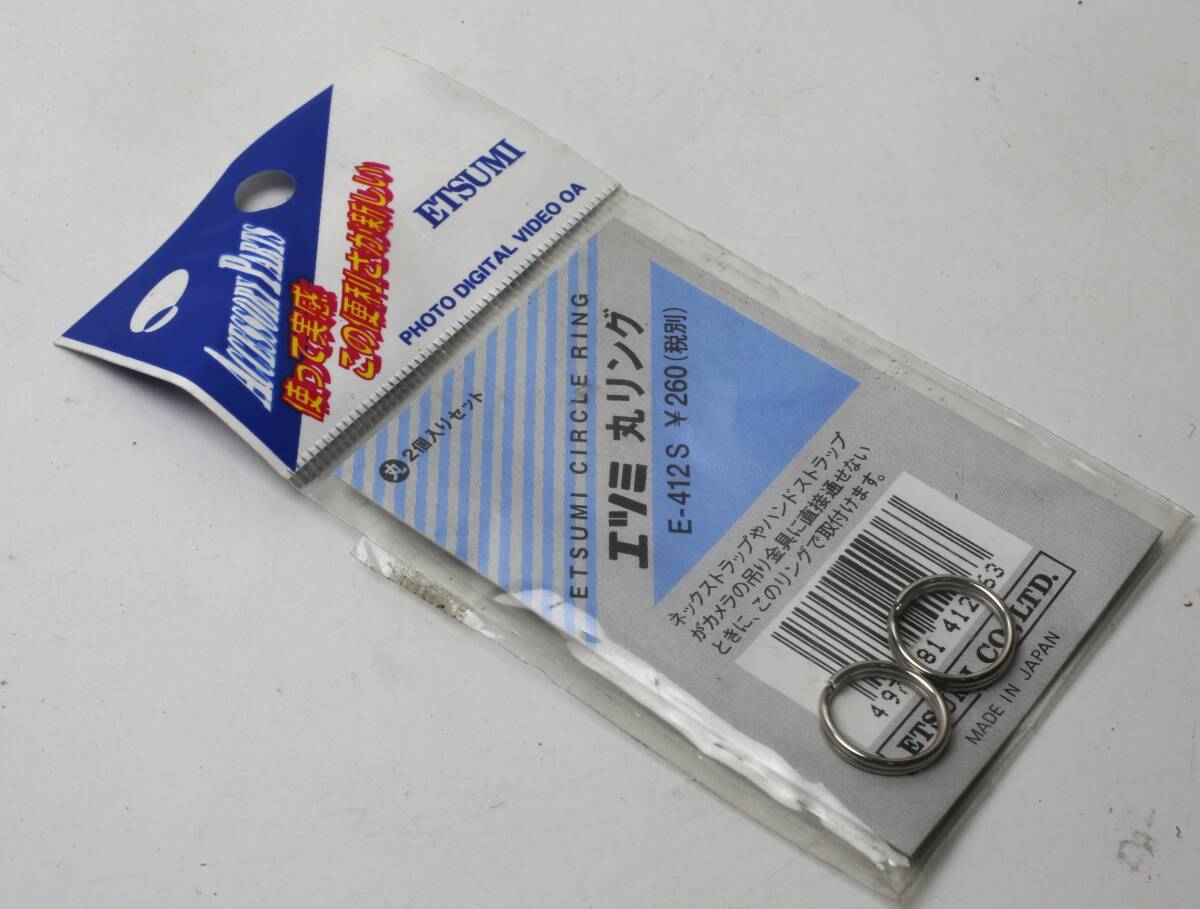 ACCESSORY PARTS
使って実感
この便利さが新しい
ETSUMI
PHOTO DIGITAL VIDEO OA
丸 2個入りセット
ETSUMI CIRCLE RING
エツミ 丸リング
E-412S ¥260(税別)
ネックストラップやハンドストラップ
がカメラの吊り金具に直接通せない
ときに、このリングで取付けます。
ETSUMI CO., LTD.
MADE IN JAPAN